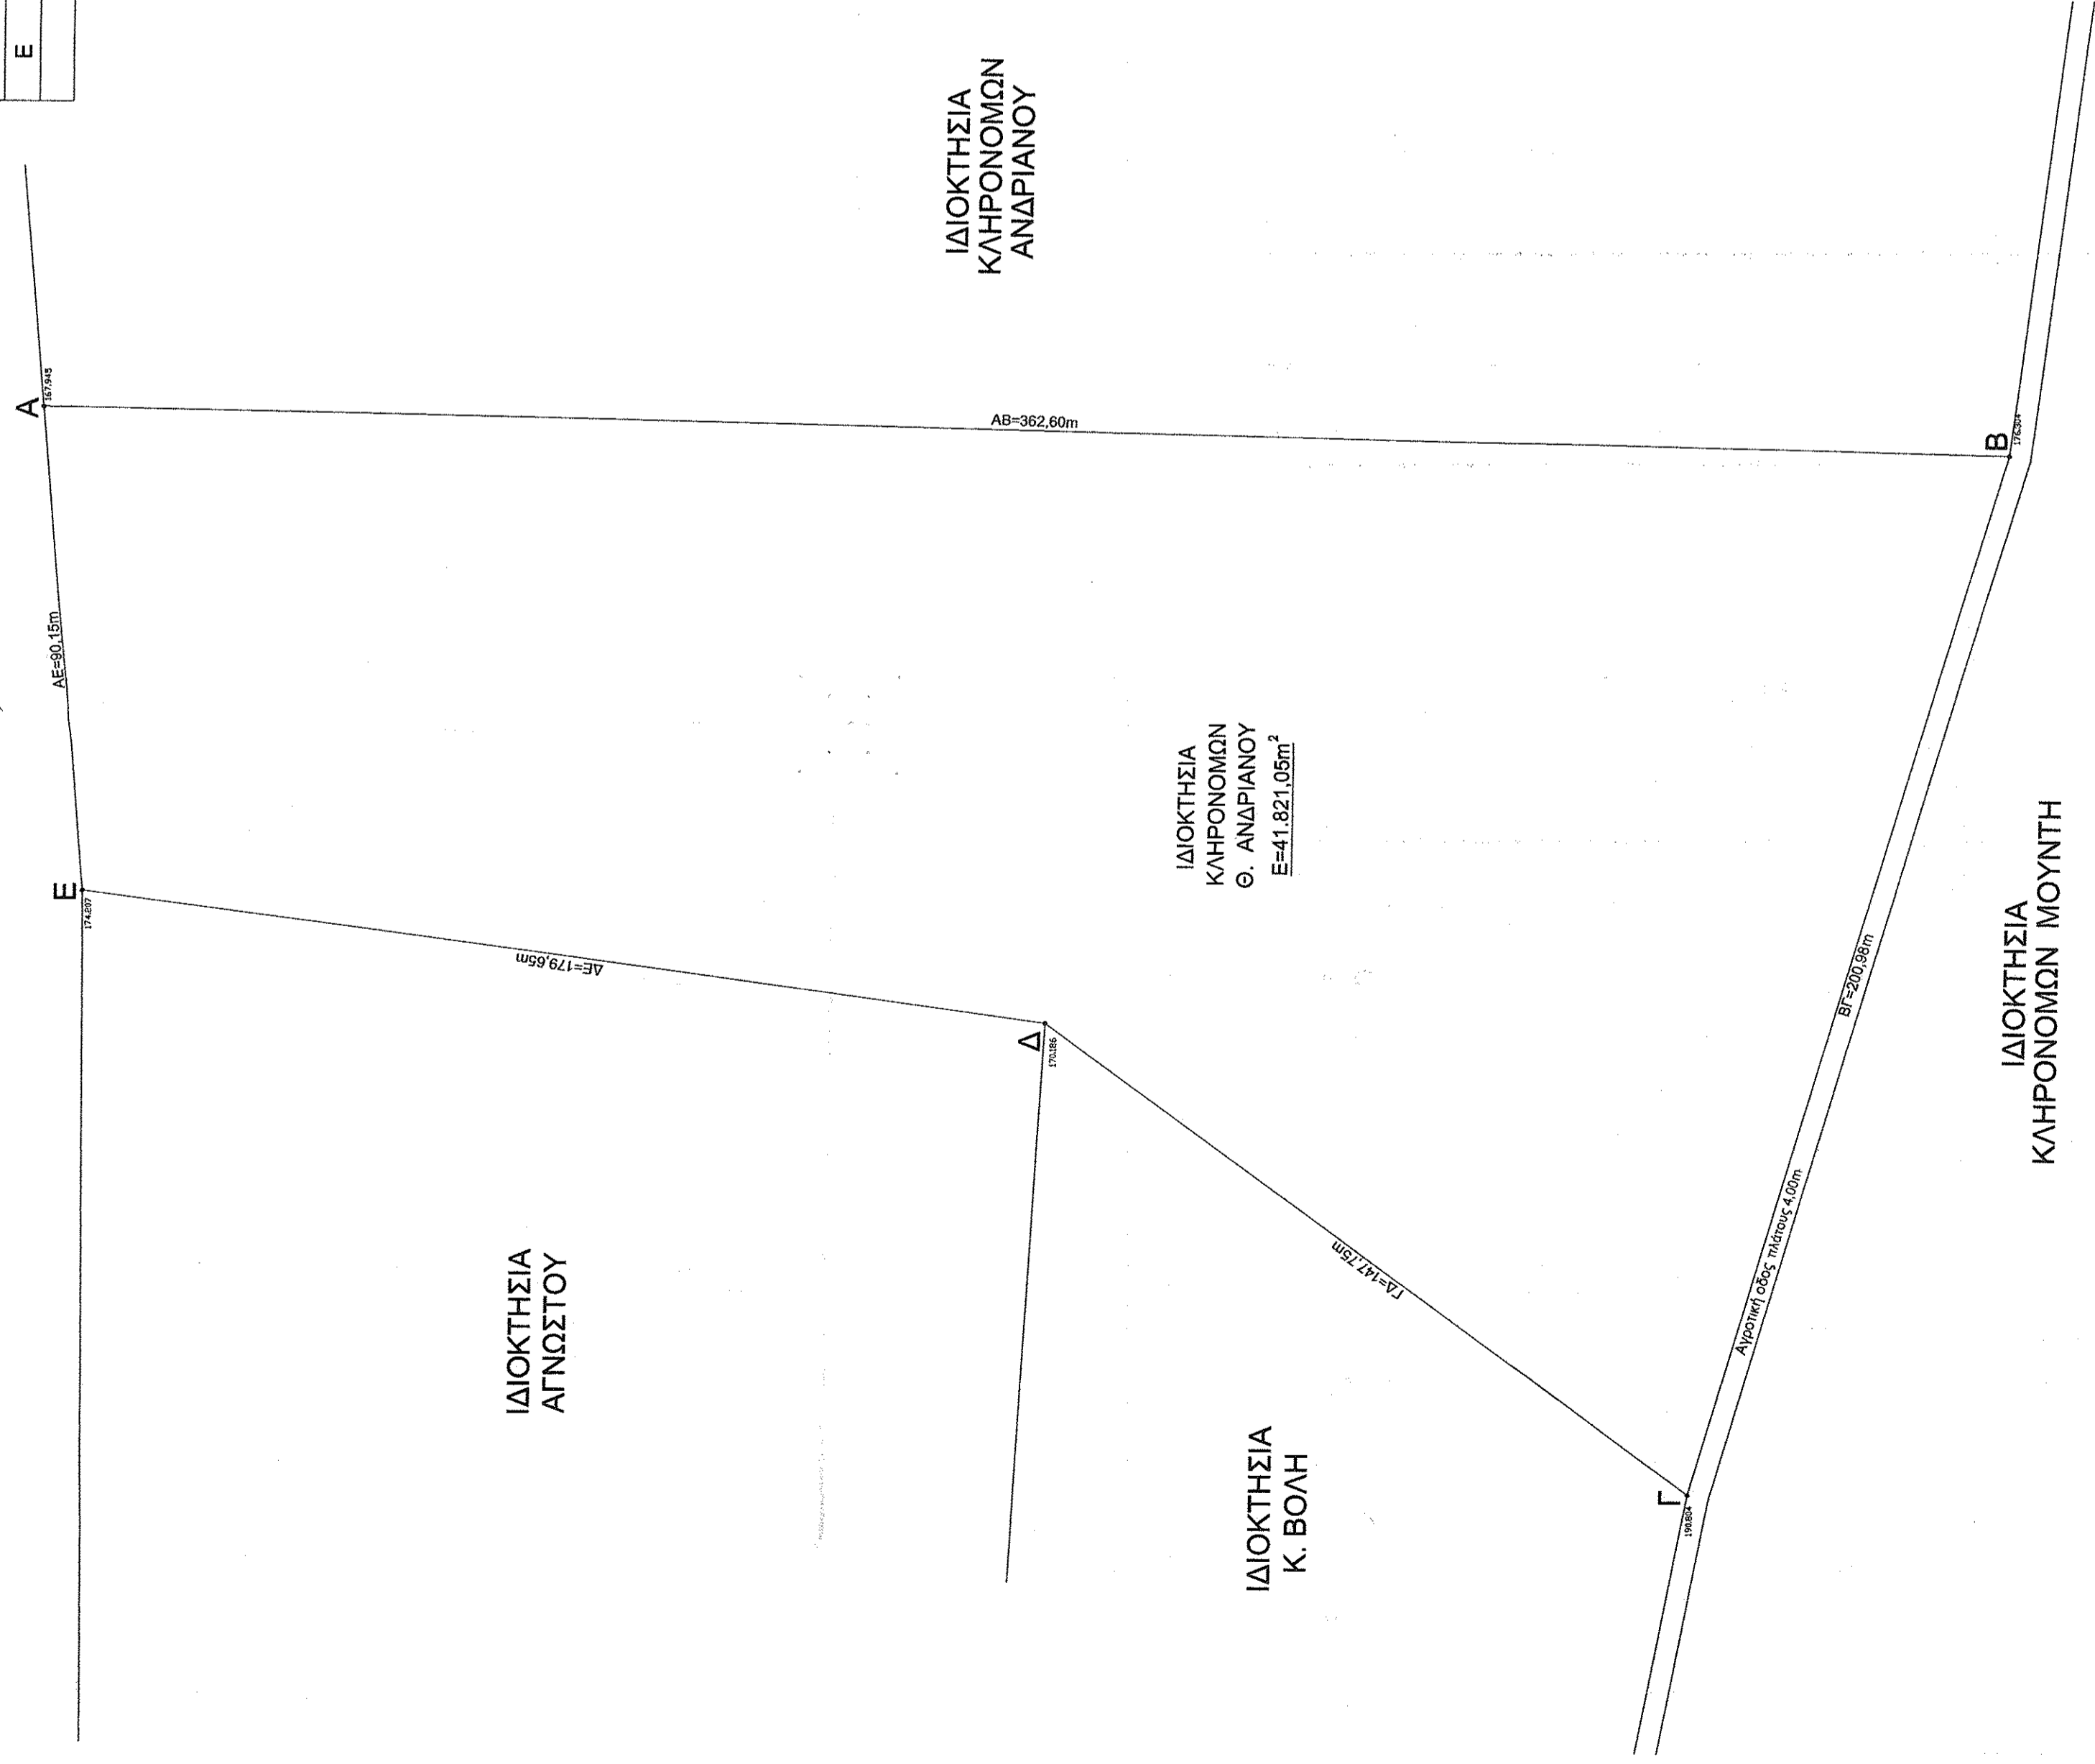 Ε
Α
167.945
ΙΔΙΟΚΤΗΣΙΑ
ΚΛΗΡΟΝΟΜΩΝ
ΑΝΔΡΙΑΝΟΥ
ΑΒ=362,60m
Β
176.304
ΑΕ=90,15m
Ε
174.207
ΔΕ=179,65m
Δ
170.186
ΙΔΙΟΚΤΗΣΙΑ
ΚΛΗΡΟΝΟΜΩΝ
Θ. ΑΝΔΡΙΑΝΟΥ
Ε=41.821,05m²
ΒΓ=200,98m
ΙΔΙΟΚΤΗΣΙΑ
ΚΛΗΡΟΝΟΜΩΝ ΜΟΥΝΤΗ
ΙΔΙΟΚΤΗΣΙΑ
ΑΓΝΩΣΤΟΥ
ΓΔ=147,75m
Αγροτική οδος πλάτους 4,00m
ΙΔΙΟΚΤΗΣΙΑ
Κ. ΒΟΛΗ
Γ
190.804